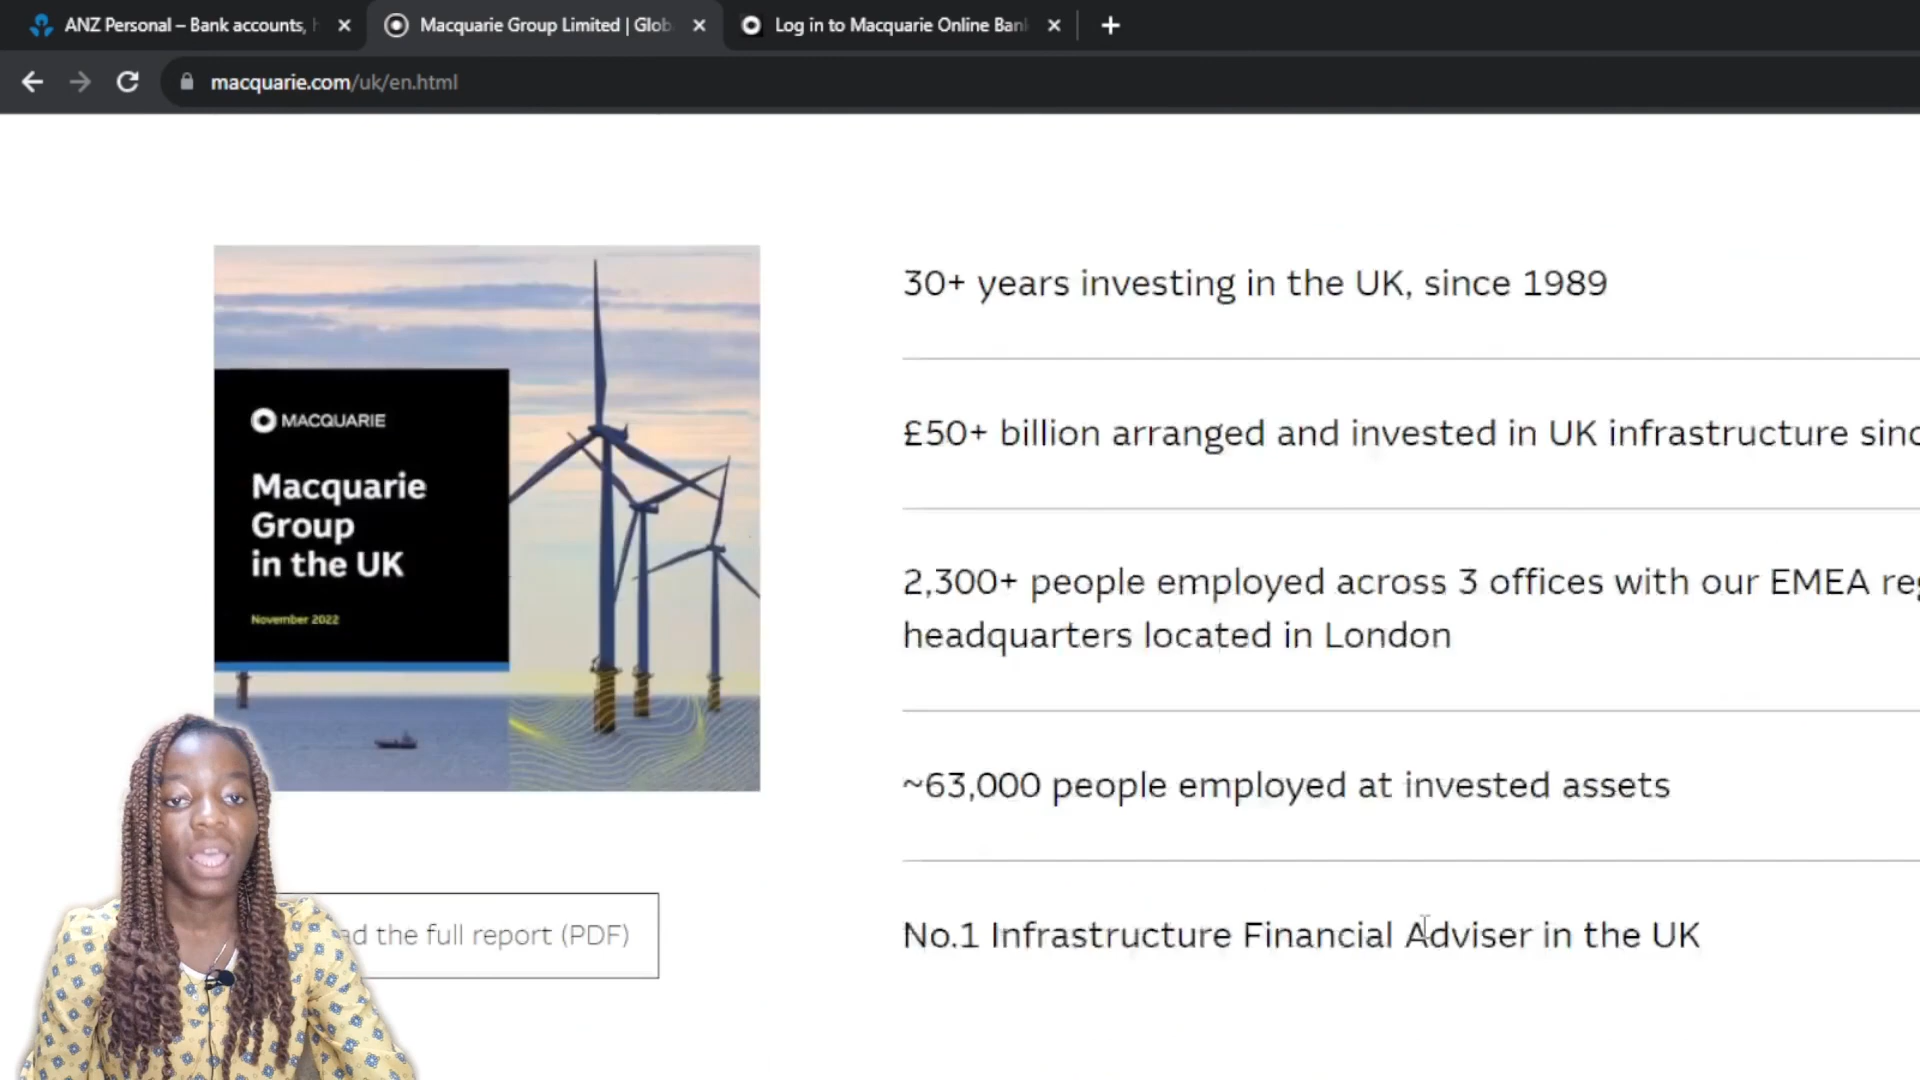 ANZ Personal – Bank accounts,
Macquarie Group Limited | Glob
Log in to Macquarie Online Ban
macquarie.com/uk/en.html
MACQUARIE
Macquarie
Group
in the UK
November 2022
30+ years investing in the UK, since 1989
£50+ billion arranged and invested in UK infrastructure sinc
2,300+ people employed across 3 offices with our EMEA reg
headquarters located in London
~63,000 people employed at invested assets
No.1 Infrastructure Financial Adviser in the UK
ad the full report (PDF)